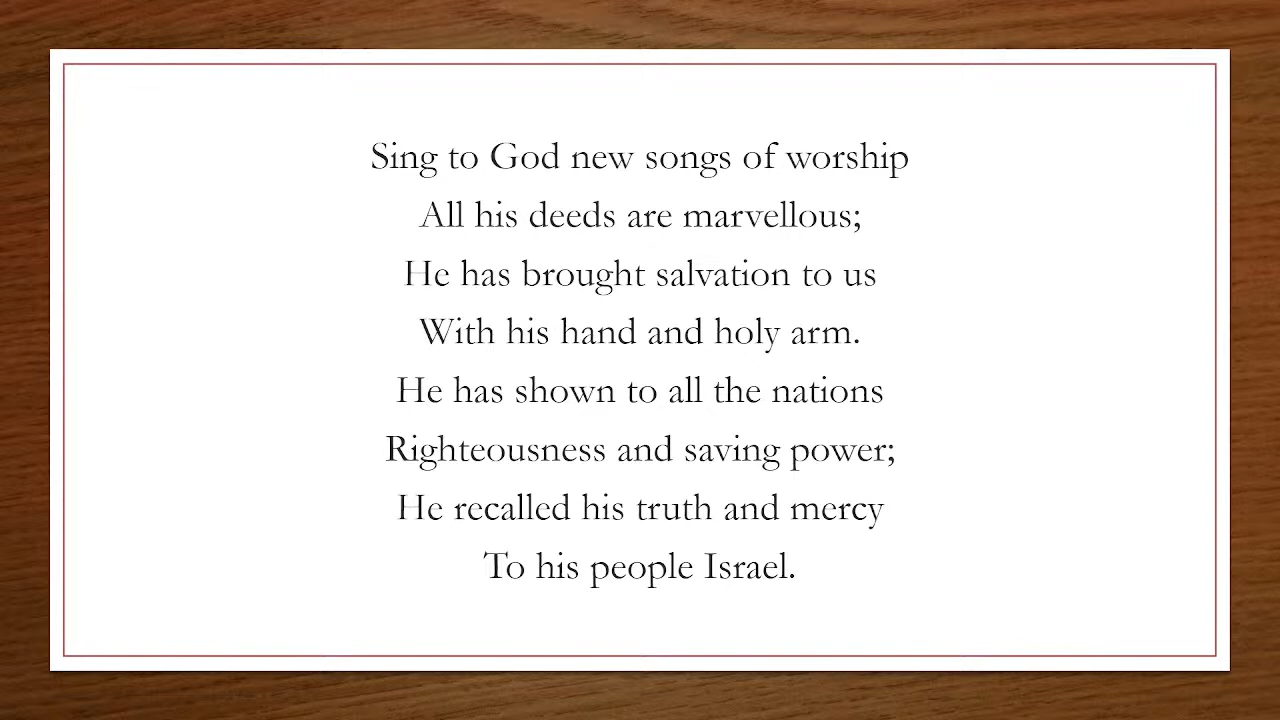 Sing to God new songs of worship
All his deeds are marvellous;
He has brought salvation to us
With his hand and holy arm.
He has shown to all the nations
Righteousness and saving power;
He recalled his truth and mercy
To his people Israel.